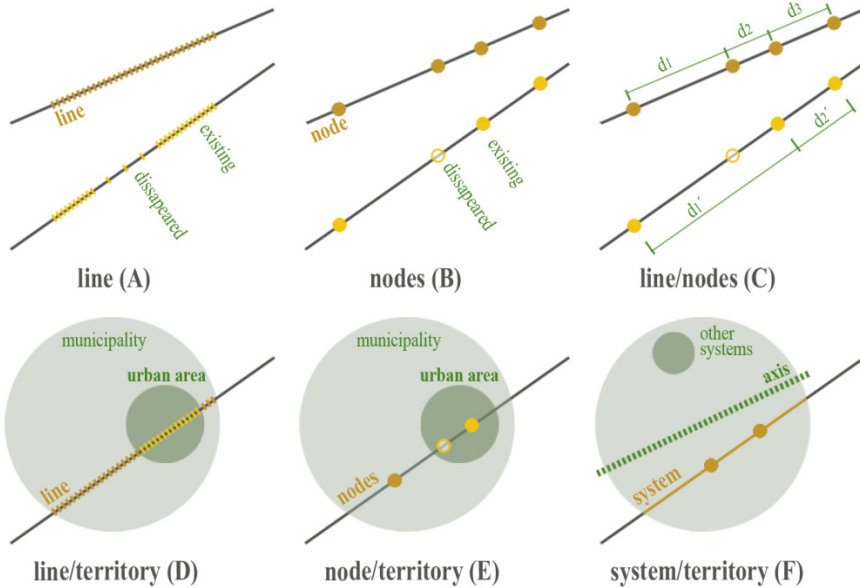 line
existing
dissapeared
line (A)
node
existing
dissapeared
nodes (B)
d1
d2
d3
d1´
d2´
line/nodes (C)
municipality
urban area
line
line/territory (D)
municipality
urban area
nodes
node/territory (E)
other
systems
axis
system
system/territory (F)